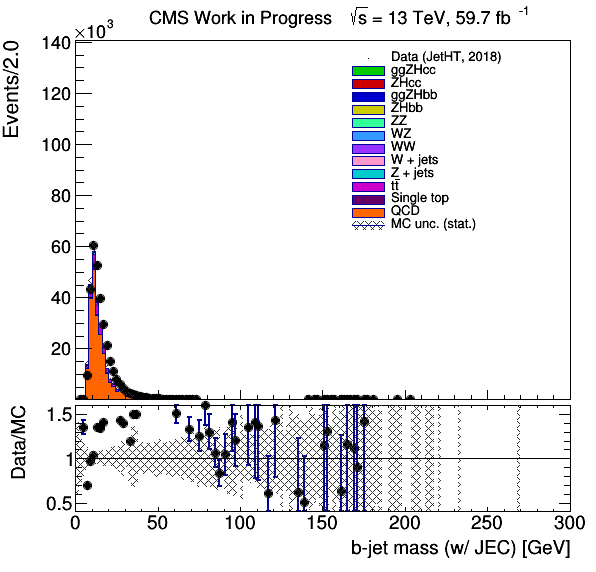 CMS Work in Progress √s = 13 TeV, 59.7 fb⁻¹
×10³
Events/2.0
140
120
100
80
60
40
20
Data (JetHT, 2018)
ggZHcc
ZHcc
ggZHbb
ZHbb
ZZ
WZ
WW
W + jets
Z + jets
tt̄
Single top
QCD
MC unc. (stat.)
Data/MC
1.5
1
0.5
0 50 100 150 200 250 300
b-jet mass (w/ JEC) [GeV]